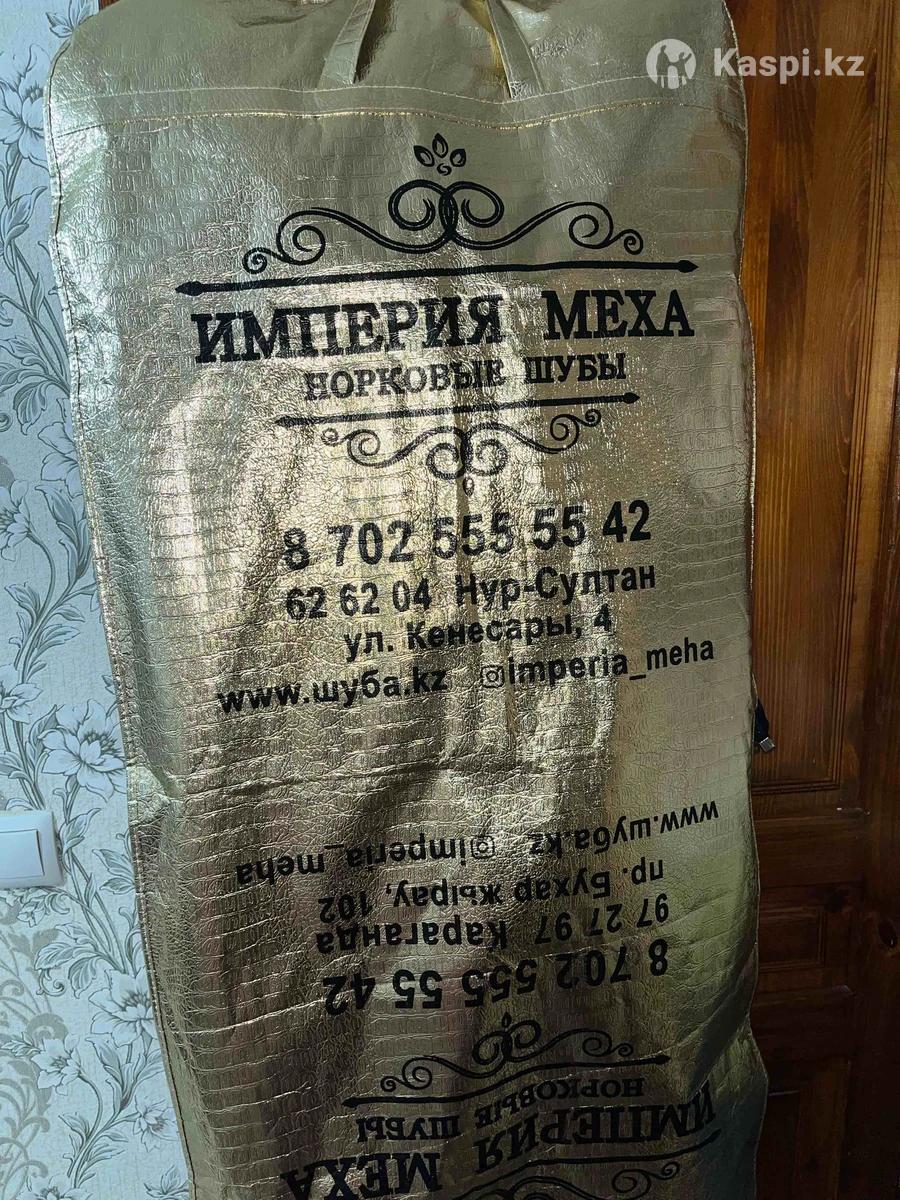 Kaspi.kz
ИМПЕРИЯ МЕХА
НОРКОВЫЕ ШУБЫ
8 702 555 55 42
62 62 04 Нур-Султан
ул. Кенесары, 4
www.шуба.kz imperia_meha
www.шуба.kz imperia_meha
пр. Бухар жырау, 102
97 27 97 Караганда
8 702 555 55 42
НОРКОВЫЕ ШУБЫ
ИМПЕРИЯ МЕХА